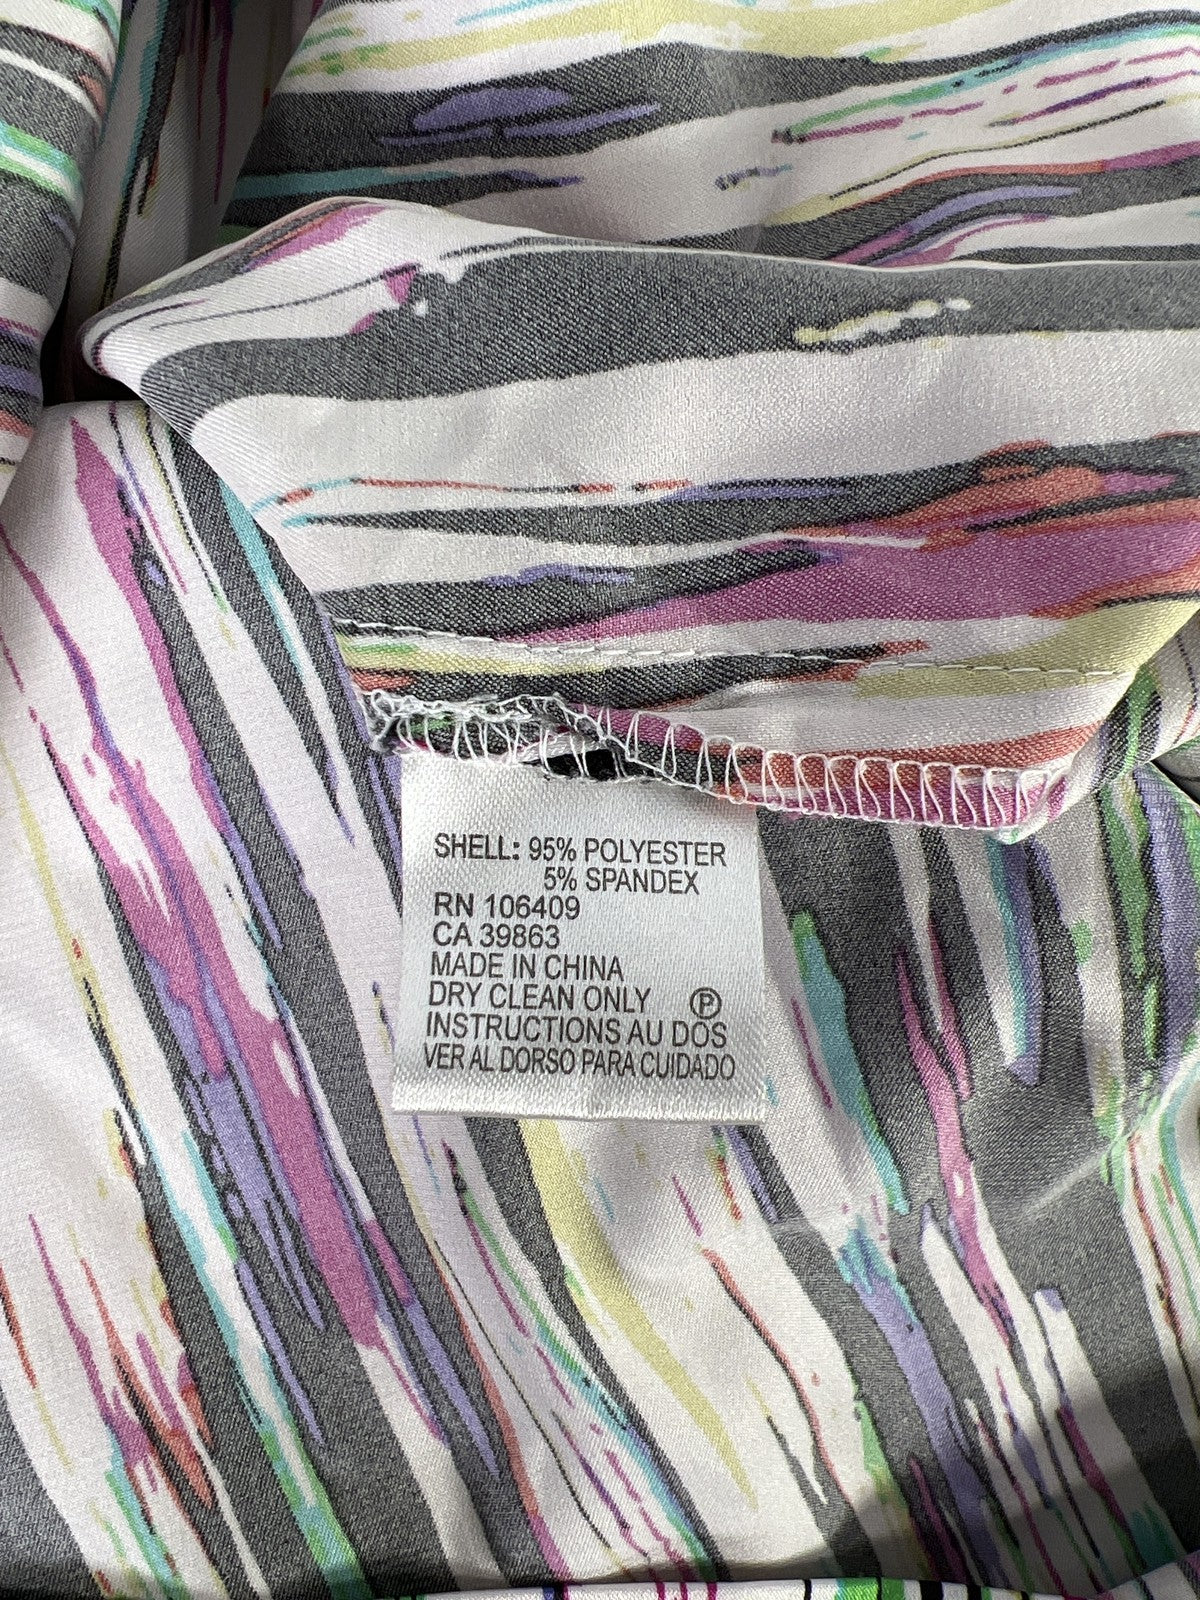 SHELL: 95% POLYESTER
5% SPANDEX
RN 106409
CA 39863
MADE IN CHINA
DRY CLEAN ONLY Ⓟ
INSTRUCTIONS AU DOS
VER AL DORSO PARA CUIDADO